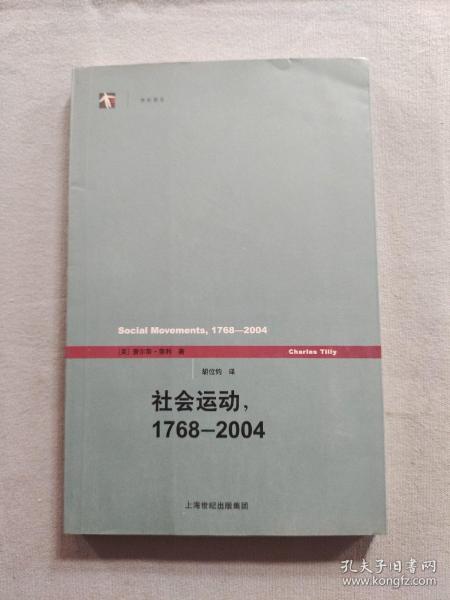 Social Movements, 1768—2004
[美] 查尔斯·蒂利 著
Charles Tilly
胡位钧 译
社会运动,
1768—2004
上海世纪出版集团
孔夫子旧书网
www.kongfz.com